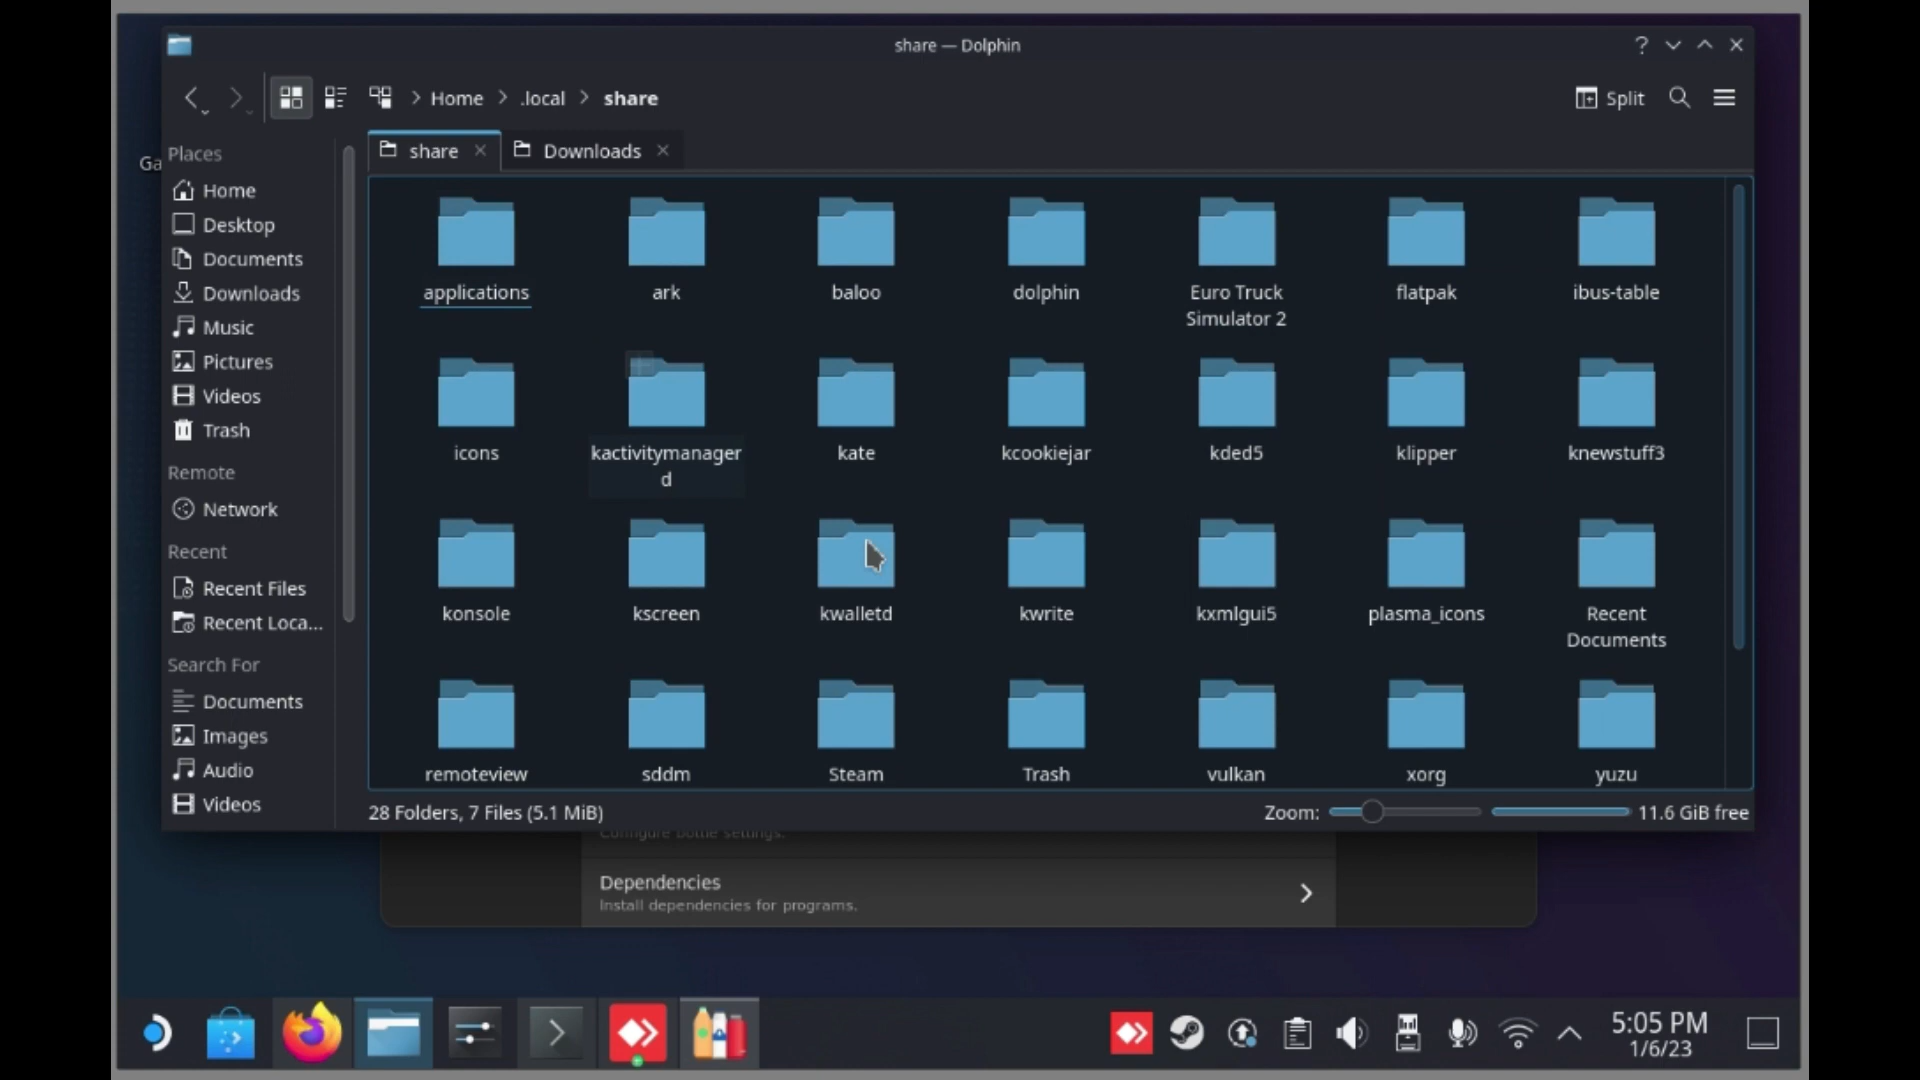 share — Dolphin
Home
.local
share
Split
share
Downloads
Ga
Places
Home
Desktop
Documents
Downloads
Music
Pictures
Videos
Trash
Remote
Network
Recent
Recent Files
Recent Loca...
Search For
Documents
Images
Audio
Videos
applications
ark
baloo
dolphin
Euro Truck
Simulator 2
flatpak
ibus-table
icons
kactivitymanager
d
kate
kcookiejar
kded5
klipper
knewstuff3
konsole
kscreen
kwalletd
kwrite
kxmlgui5
plasma_icons
Recent
Documents
remoteview
sddm
Steam
Trash
vulkan
xorg
yuzu
28 Folders, 7 Files (5.1 MiB)
Zoom:
11.6 GiB free
Configure bottle settings.
Dependencies
Install dependencies for programs.
5:05 PM
1/6/23